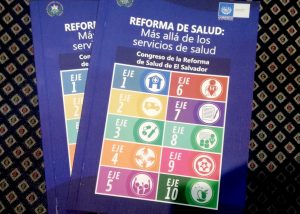 REFORMA DE SALUD:
Más allá de los
servicios de salud
Congreso de la Reforma
de Salud de El Salvador
EJE
1
EJE
6
EJE
2
EJE
7
EJE
3
EJE
8
EJE
4
EJE
9
EJE
5
EJE
10